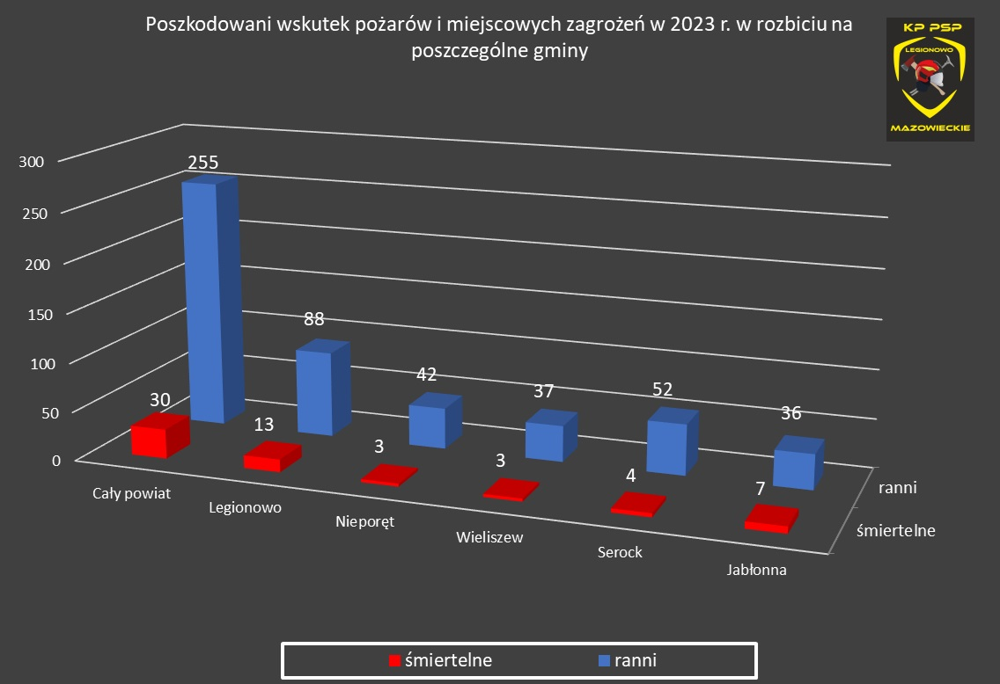 Poszkodowani wskutek pożarów i miejscowych zagrożeń w 2023 r. w rozbiciu na
poszczególne gminy
KP PSP
LEGIONOWO
MAZOWIECKIE
300
250
200
150
100
50
0
255
88
42
37
52
36
30
13
3
3
4
7
Cały powiat
Legionowo
Nieporęt
Wieliszew
Serock
Jabłonna
ranni
śmiertelne
śmiertelne ranni